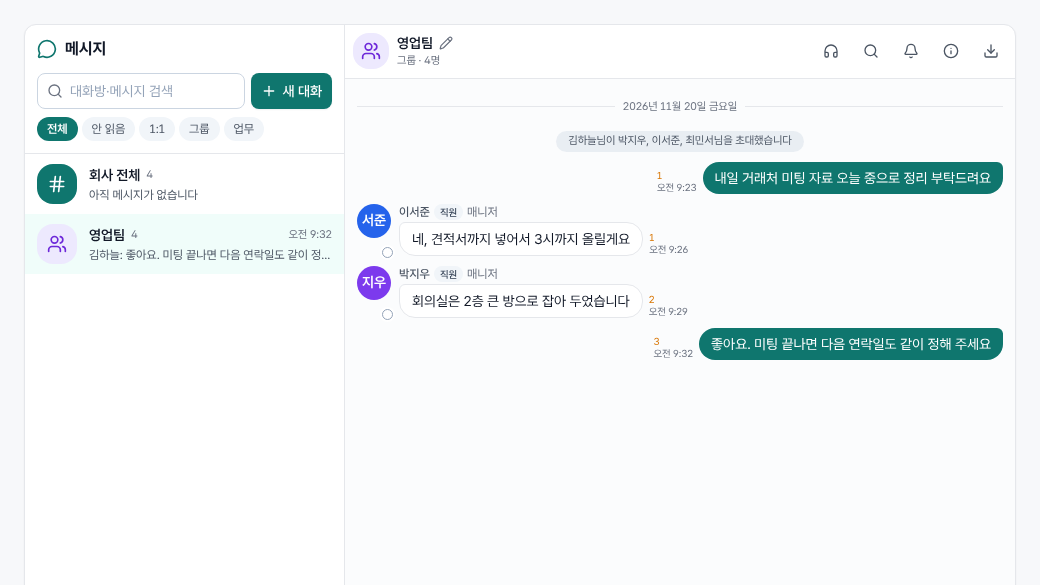 메시지
대화방·메시지 검색
새 대화
전체 안 읽음 1:1 그룹 업무
회사 전체 4
아직 메시지가 없습니다
영업팀 4 오전 9:32
김하늘: 좋아요. 미팅 끝나면 다음 연락일도 같이 정...
영업팀
그룹 · 4명
2026년 11월 20일 금요일
김하늘님이 박지우, 이서준, 최민서님을 초대했습니다
1
오전 9:23
내일 거래처 미팅 자료 오늘 중으로 정리 부탁드려요
서준
이서준 직원 매니저
네, 견적서까지 넣어서 3시까지 올릴게요
1
오전 9:26
지우
박지우 직원 매니저
회의실은 2층 큰 방으로 잡아 두었습니다
2
오전 9:29
3
오전 9:32
좋아요. 미팅 끝나면 다음 연락일도 같이 정해 주세요